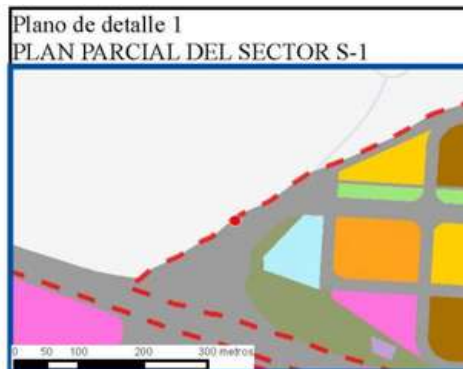 Plano de detalle 1
PLAN PARCIAL DEL SECTOR S-1
0 50 100 200 300 metros